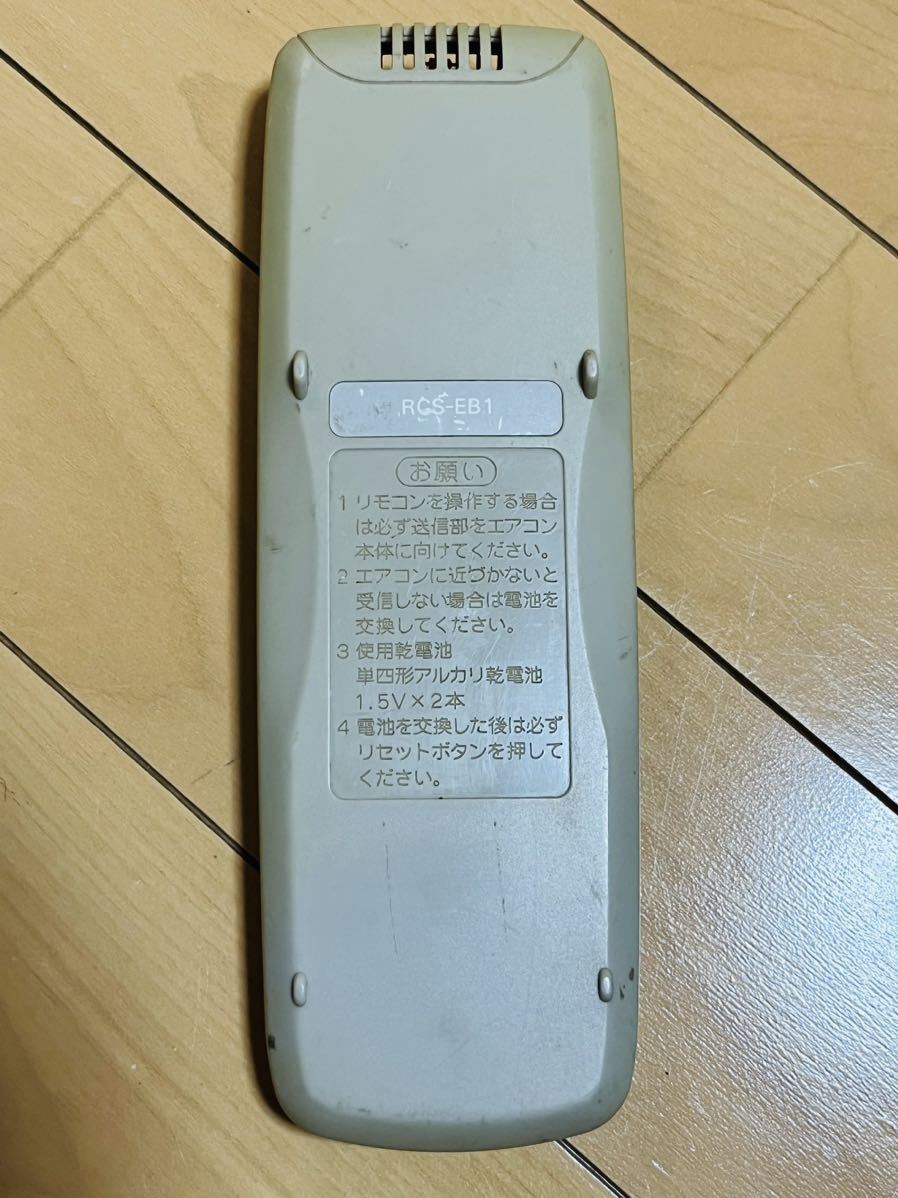 RCS-EB1
お願い
1 リモコンを操作する場合
は必ず送信部をエアコン
本体に向けてください。
2 エアコンに近づかないと
受信しない場合は電池を
交換してください。
3 使用乾電池
単四形アルカリ乾電池
1.5V×2本
4 電池を交換した後は必ず
リセットボタンを押して
ください。